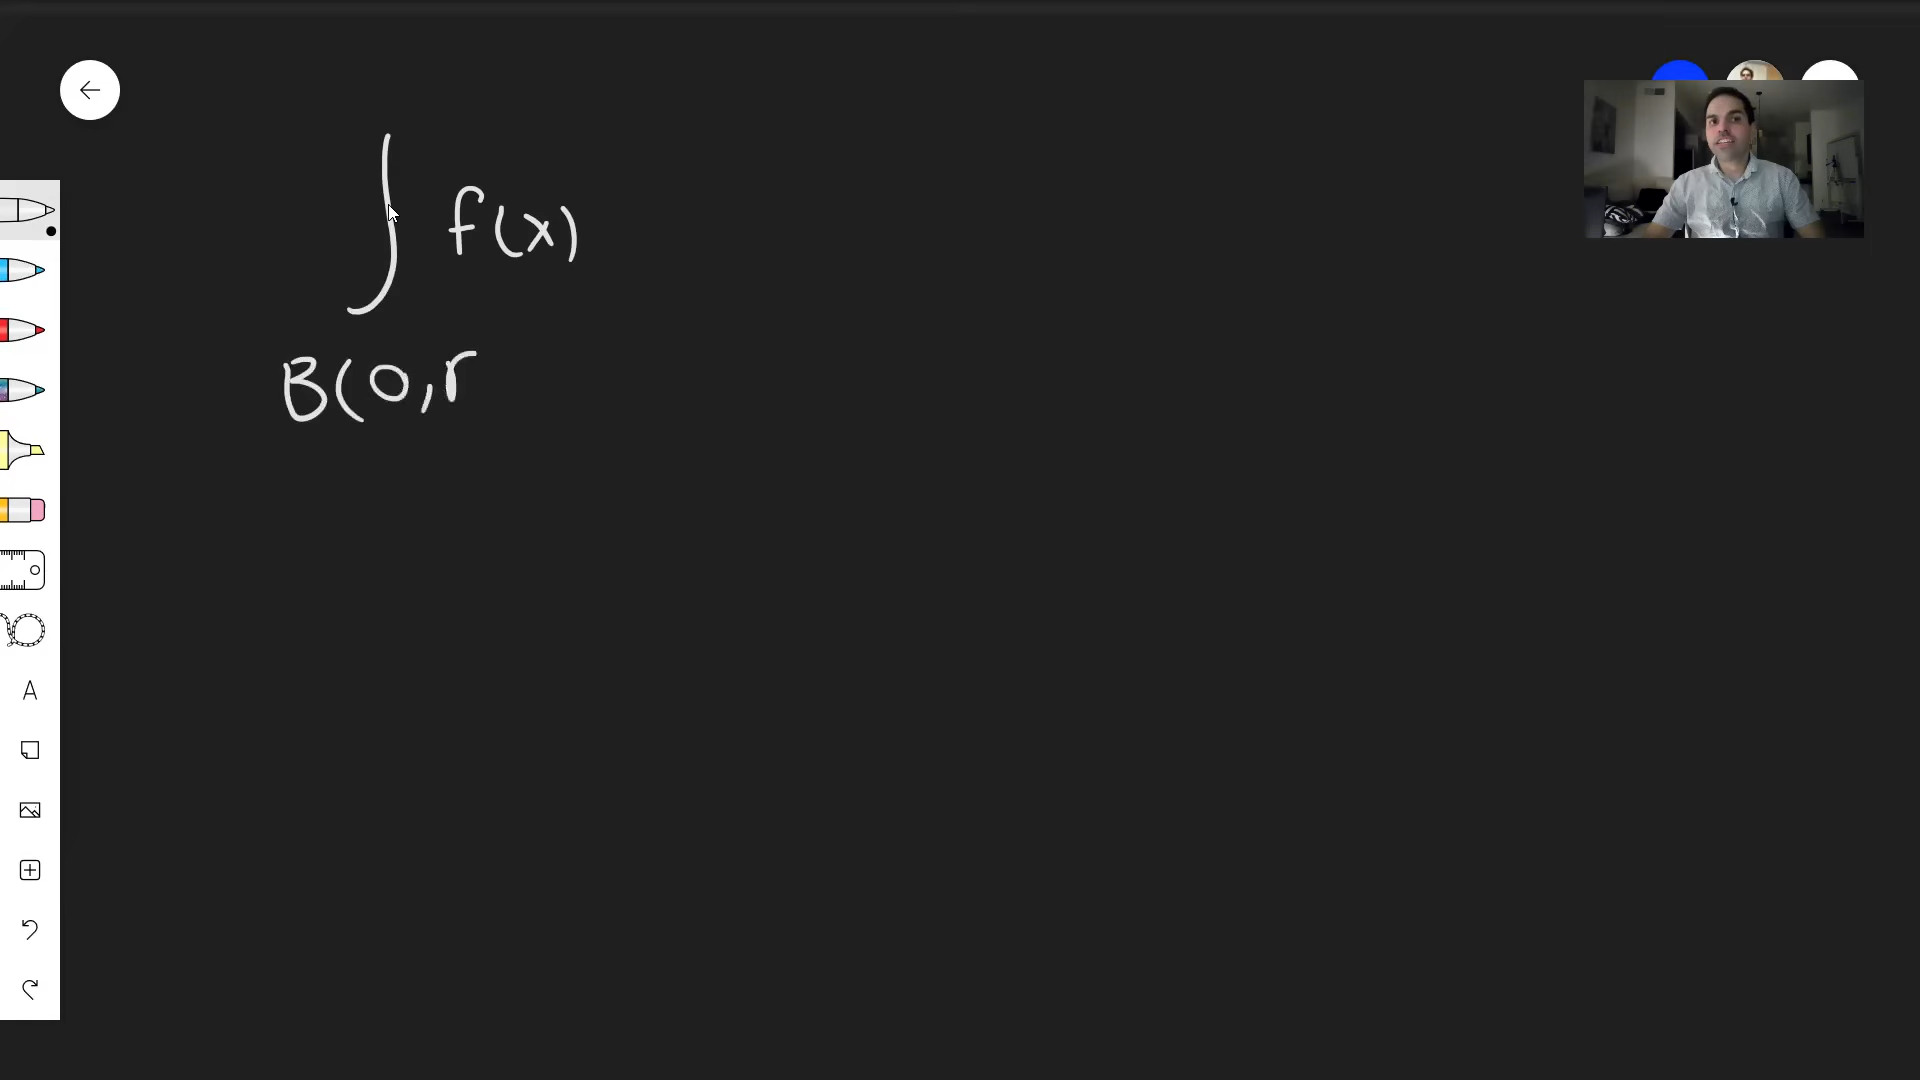 ∫ f(x)
B(0,r
A